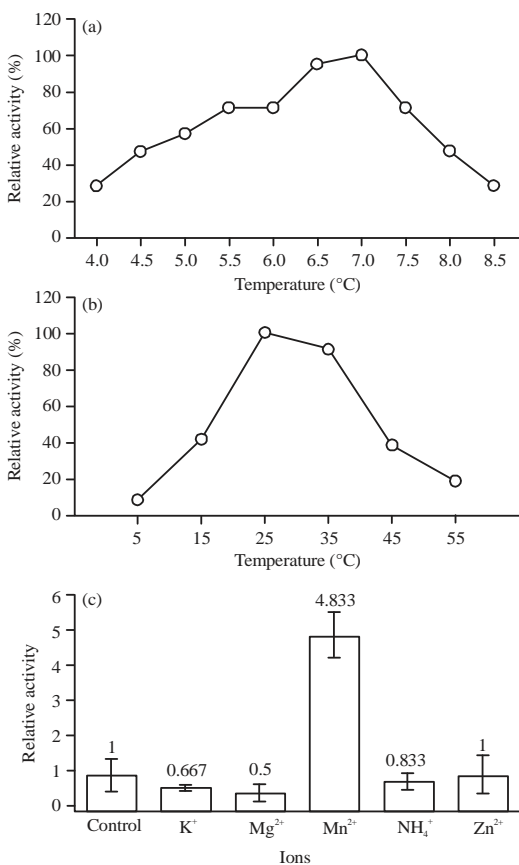 (a)
Relative activity (%)
120
100
80
60
40
20
0
4.0 4.5 5.0 5.5 6.0 6.5 7.0 7.5 8.0 8.5
Temperature (°C)
(b)
Relative activity (%)
120
100
80
60
40
20
0
5 15 25 35 45 55
Temperature (°C)
(c)
Relative activity
6
5
4
3
2
1
0
1 0.667 0.5 4.833 0.833 1
Control K⁺ Mg²⁺ Mn²⁺ NH₄⁺ Zn²⁺
Ions